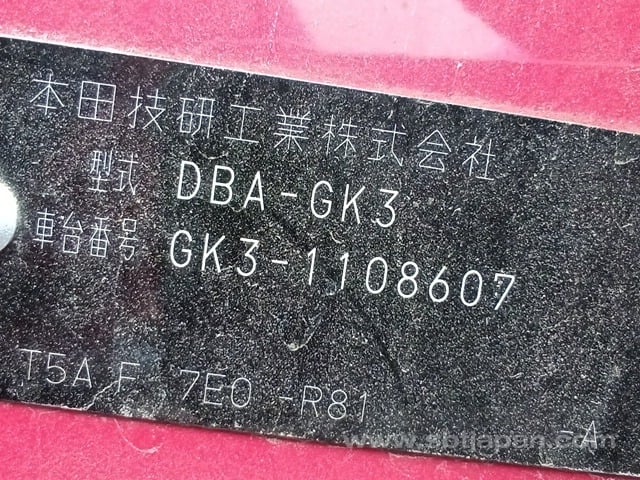 本田技研工業株式会社
型式 DBA-GK3
車台番号 GK3-1108607
T5A F 7E0 -R81
-A
www.sbtjapan.com